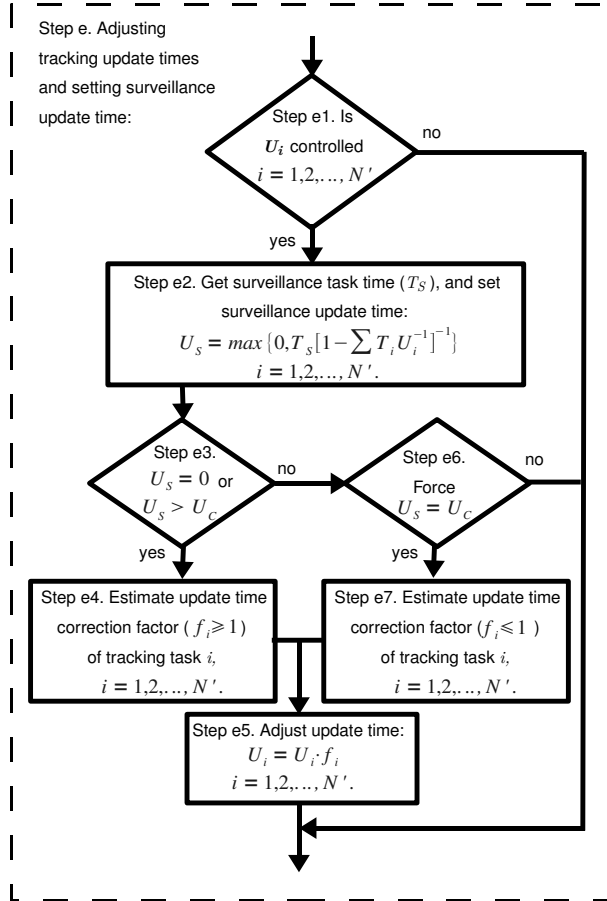 Step e. Adjusting
tracking update times
and setting surveillance
update time:
Step e1. Is
U_i controlled
i = 1,2,..., N'
no
yes
Step e2. Get surveillance task time (T_S), and set
surveillance update time:
U_S = max {0,T_S[1−∑ T_i U_i^{-1}]^{-1}}
i = 1,2,..., N'.
Step e3.
U_S = 0 or
U_S > U_C
no
yes
Step e6.
Force
U_S = U_C
no
yes
Step e4. Estimate update time
correction factor ( f_i ≥ 1 )
of tracking task i,
i = 1,2,..., N'.
Step e7. Estimate update time
correction factor ( f_i ≤ 1 )
of tracking task i,
i = 1,2,..., N'.
Step e5. Adjust update time:
U_i = U_i · f_i
i = 1,2,..., N'.